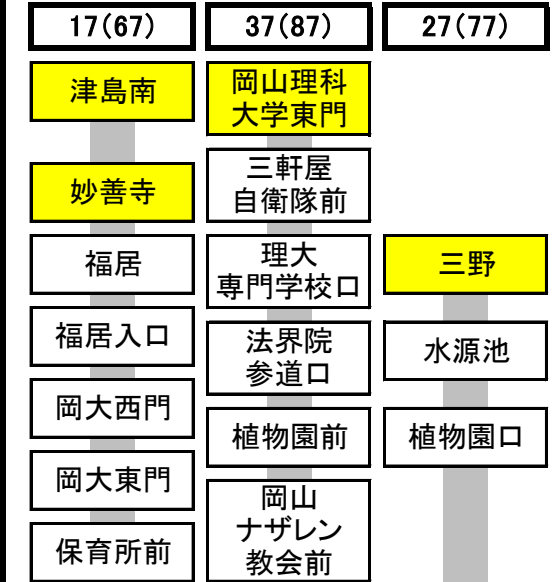 17(67)
37(87)
27(77)
津島南
妙善寺
福居
福居入口
岡大西門
岡大東門
保育所前
岡山理科
大学東門
三軒屋
自衛隊前
理大
専門学校口
法界院
参道口
植物園前
岡山
ナザレン
教会前
三野
水源池
植物園口